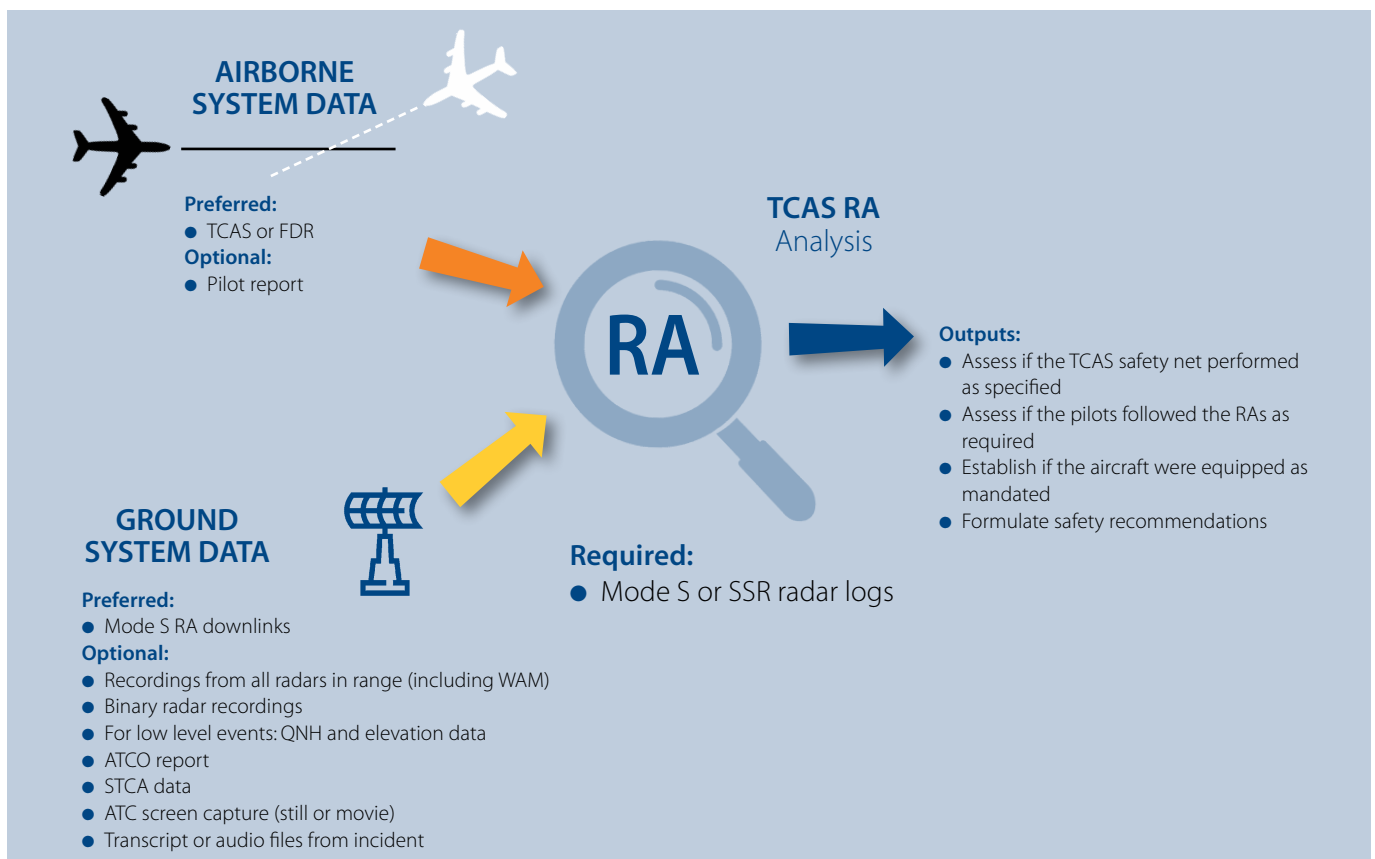 AIRBORNE
SYSTEM DATA
Preferred:
● TCAS or FDR
Optional:
● Pilot report
GROUND
SYSTEM DATA
Preferred:
● Mode S RA downlinks
Optional:
● Recordings from all radars in range (including WAM)
● Binary radar recordings
● For low level events: QNH and elevation data
● ATCO report
● STCA data
● ATC screen capture (still or movie)
● Transcript or audio files from incident
RA
TCAS RA
Analysis
Required:
● Mode S or SSR radar logs
Outputs:
● Assess if the TCAS safety net performed
as specified
● Assess if the pilots followed the RAs as
required
● Establish if the aircraft were equipped as
mandated
● Formulate safety recommendations